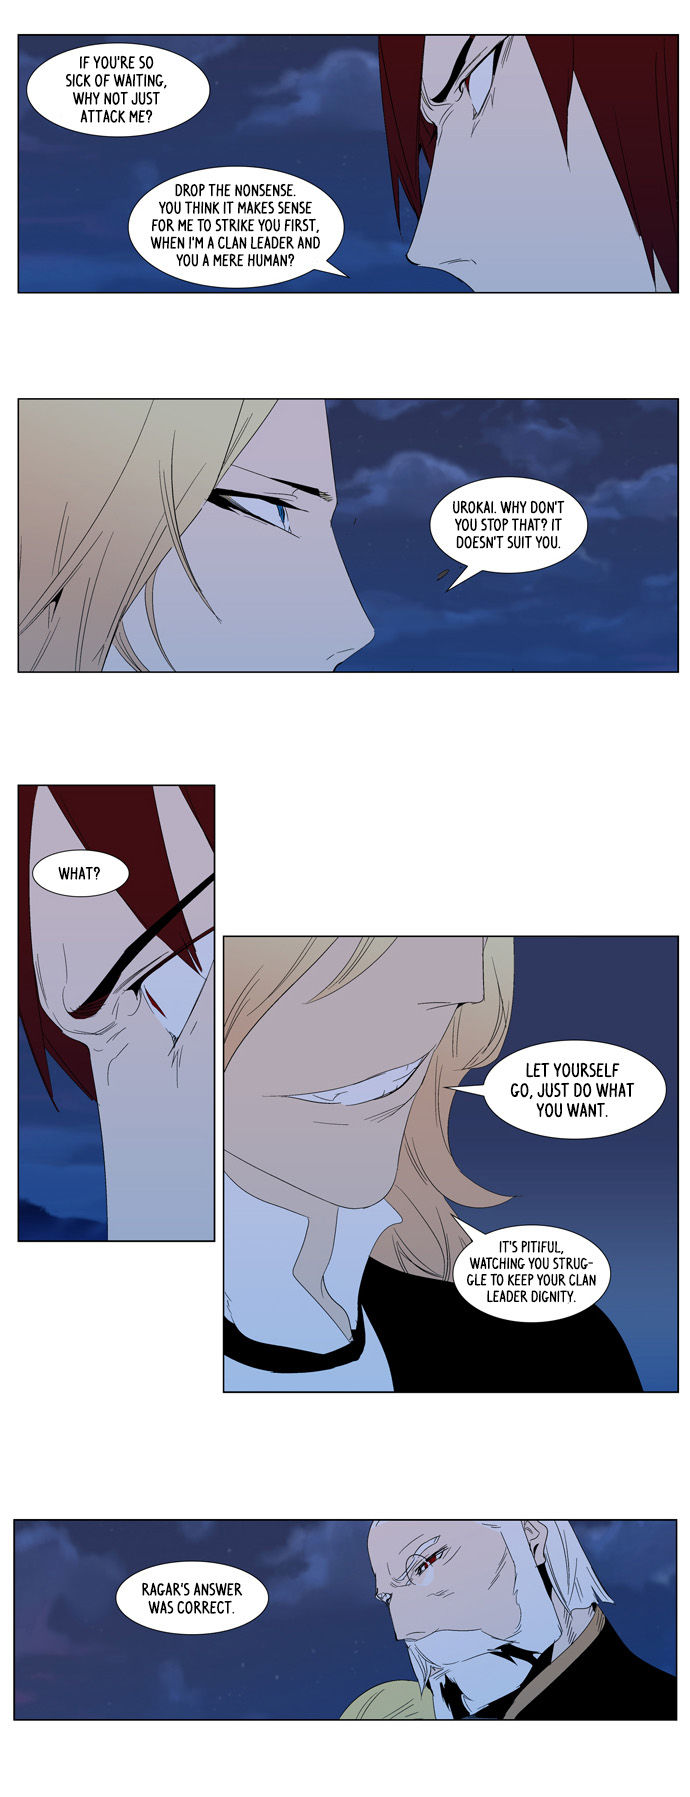 IF YOU'RE SO
SICK OF WAITING,
WHY NOT JUST
ATTACK ME?
DROP THE NONSENSE.
YOU THINK IT MAKES SENSE
FOR ME TO STRIKE YOU FIRST,
WHEN I'M A CLAN LEADER AND
YOU A MERE HUMAN?
UROKAI. WHY DON'T
YOU STOP THAT? IT
DOESN'T SUIT YOU.
WHAT?
LET YOURSELF
GO, JUST DO WHAT
YOU WANT.
IT'S PITIFUL,
WATCHING YOU STRUG-
GLE TO KEEP YOUR CLAN
LEADER DIGNITY.
RAGAR'S ANSWER
WAS CORRECT.